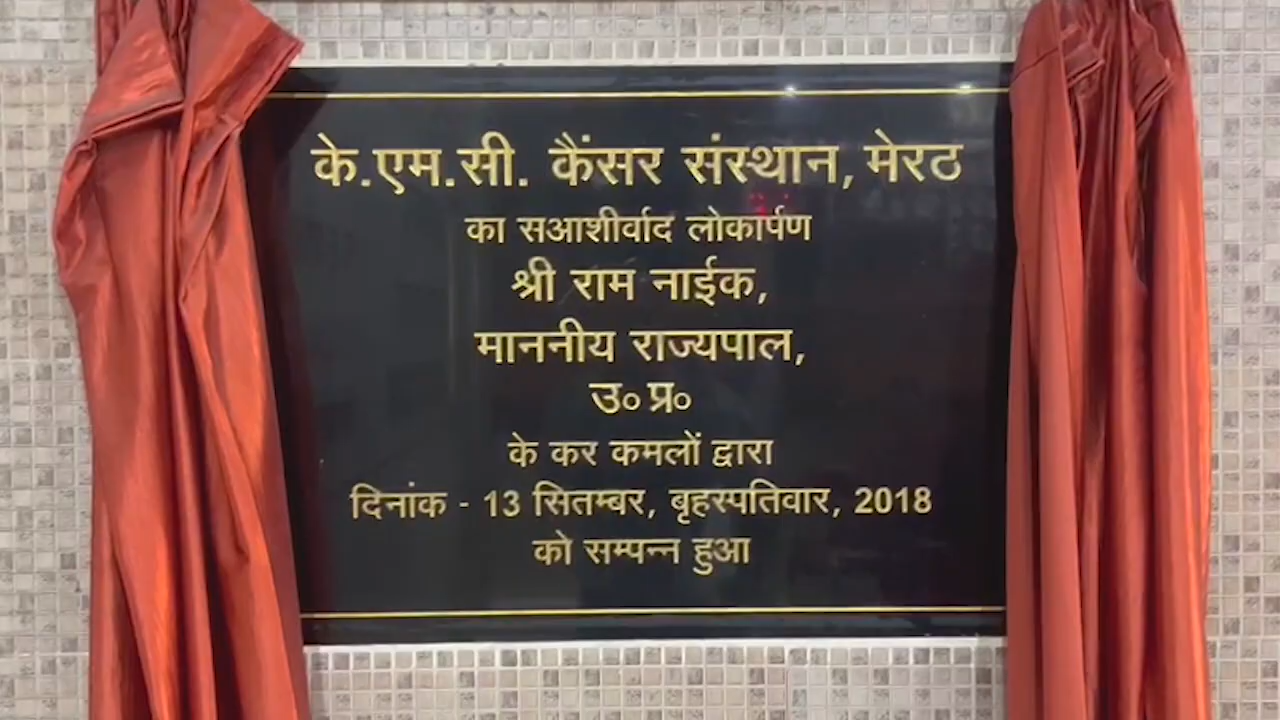 के.एम.सी. कैंसर संस्थान, मेरठ
का सआशीर्वाद लोकार्पण
श्री राम नाईक,
माननीय राज्यपाल,
उ० प्र०
के कर कमलों द्वारा
दिनांक - 13 सितम्बर, बृहस्पतिवार, 2018
को सम्पन्न हुआ